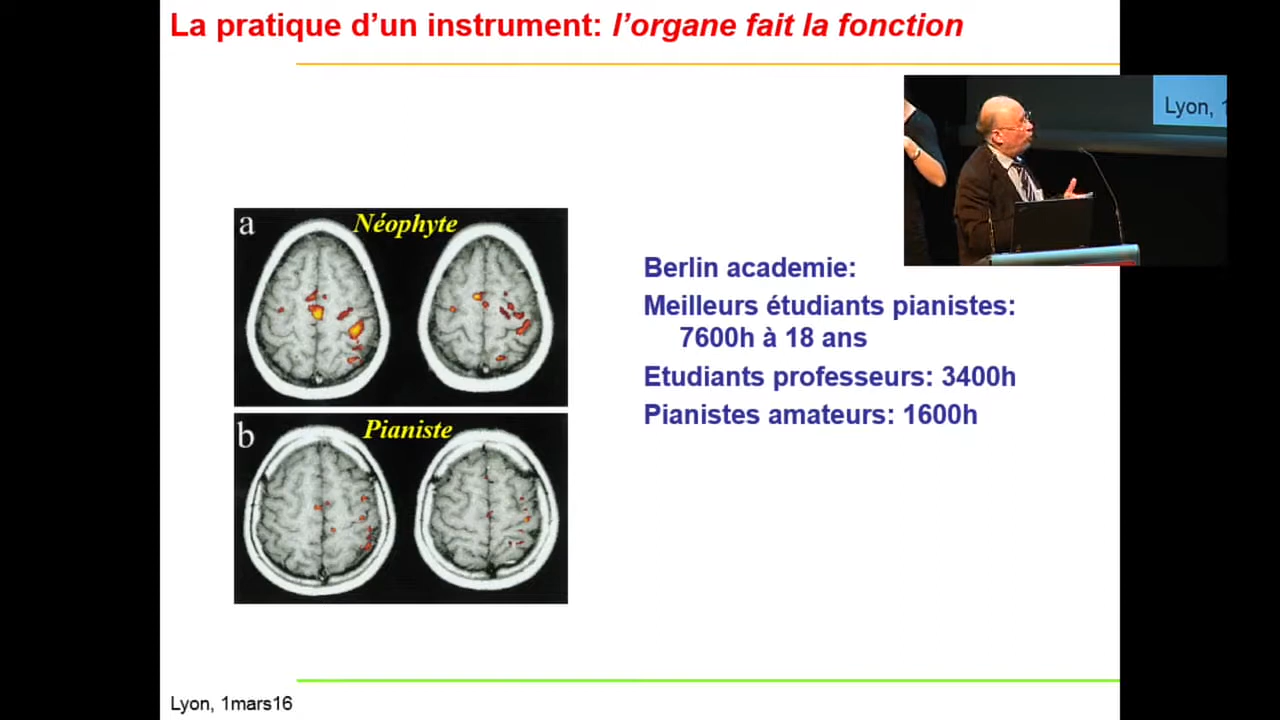 La pratique d’un instrument: l’organe fait la fonction
Lyon, 1
a
Néophyte
b
Pianiste
Berlin academie:
Meilleurs étudiants pianistes:
7600h à 18 ans
Etudiants professeurs: 3400h
Pianistes amateurs: 1600h
Lyon, 1mars16